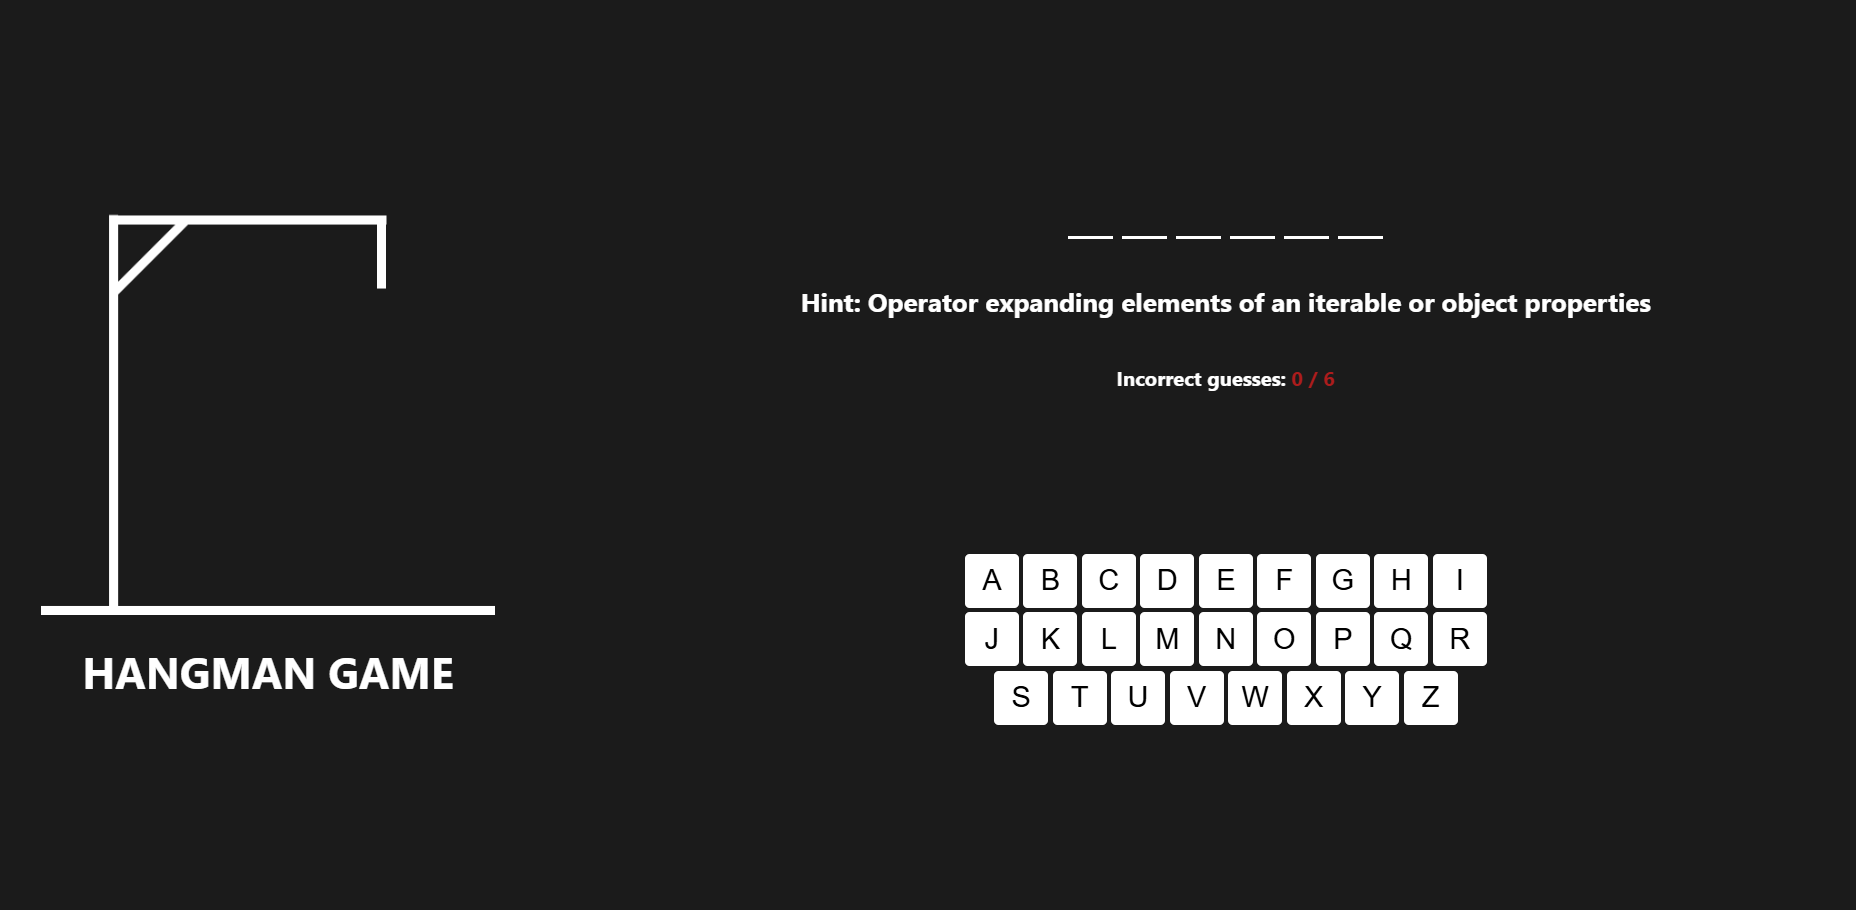 Hint: Operator expanding elements of an iterable or object properties
Incorrect guesses: 0 / 6
A B C D E F G H I
J K L M N O P Q R
S T U V W X Y Z
HANGMAN GAME